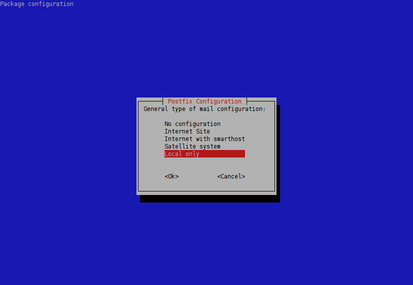 Package configuration
Postfix Configuration
General type of mail configuration:
No configuration
Internet Site
Internet with smarthost
Satellite system
Local only
<Ok> <Cancel>